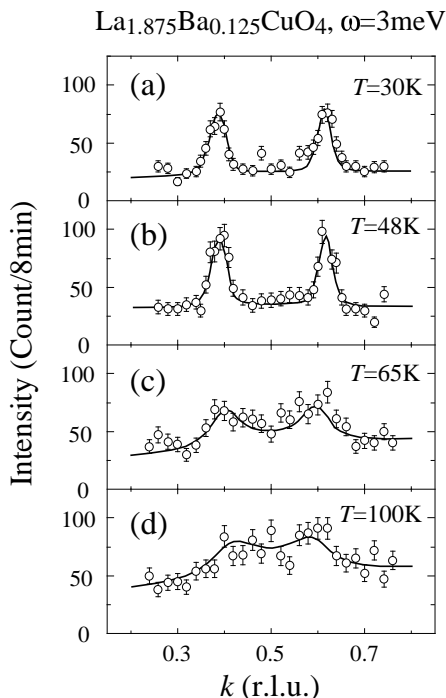 La1.875Ba0.125CuO4, ω=3meV
Intensity (Count/8min)
(a) T=30K
100
50
0
(b) T=48K
100
50
0
(c) T=65K
100
50
0
(d) T=100K
100
50
0
0.3 0.5 0.7
k (r.l.u.)